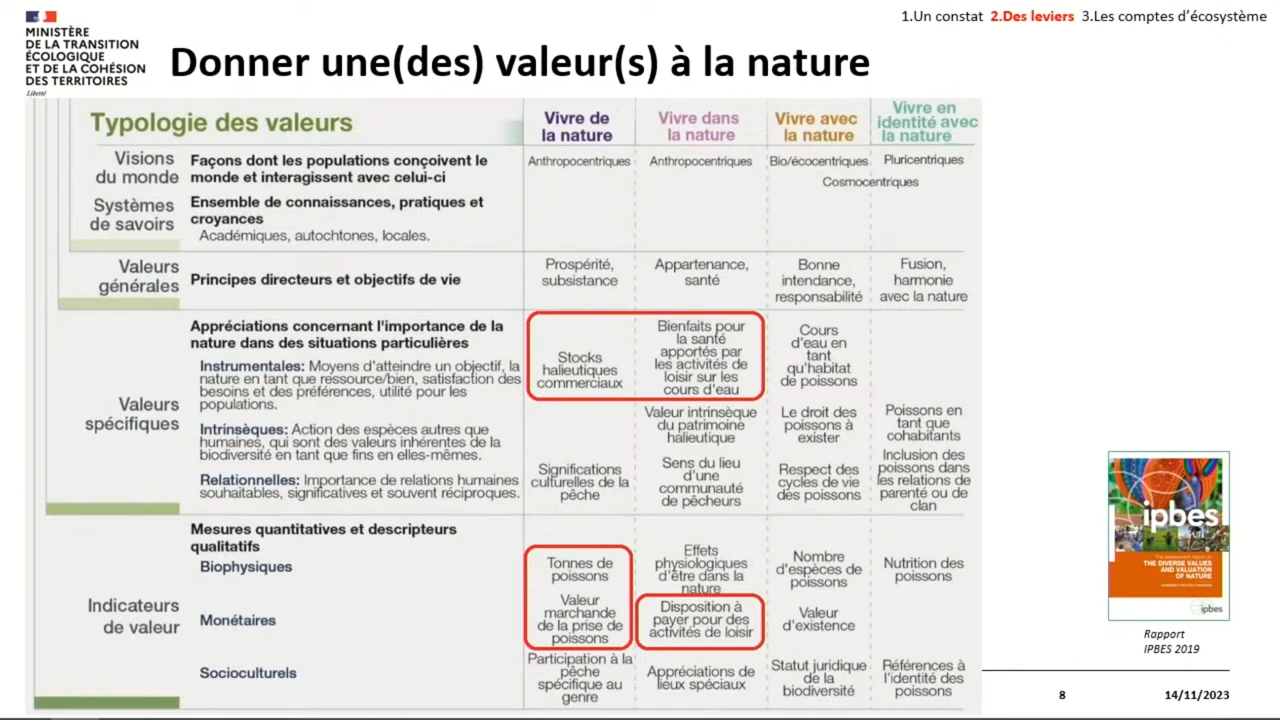 1.Un constat 2.Des leviers 3.Les comptes d'écosystème
MINISTÈRE
DE LA TRANSITION
ÉCOLOGIQUE
ET DE LA COHÉSION
DES TERRITOIRES
Liberté
Donner une(des) valeur(s) à la nature
Typologie des valeurs
Vivre de
la nature
Vivre dans
la nature
Vivre avec
la nature
Vivre en
identité avec
la nature
Visions
du monde
Façons dont les populations conçoivent le
monde et interagissent avec celui-ci
Anthropocentriques
Anthropocentriques
Bio/écocentriques
Pluricentriques
Cosmocentriques
Systèmes
de savoirs
Ensemble de connaissances, pratiques et
croyances
Académiques, autochtones, locales.
Valeurs
générales
Principes directeurs et objectifs de vie
Prospérité,
subsistance
Appartenance,
santé
Bonne
intendance,
responsabilité
Fusion,
harmonie
avec la nature
Valeurs
spécifiques
Appréciations concernant l'importance de la
nature dans des situations particulières
Instrumentales: Moyens d'atteindre un objectif, la
nature en tant que ressource/bien, satisfaction des
besoins et des préférences, utilité pour les
populations.
Stocks
halieutiques
commerciaux
Bienfaits pour
la santé
apportés par
les activités de
loisir sur les
cours d'eau
Cours
d'eau en
tant
qu'habitat
de poissons
Intrinsèques: Action des espèces autres que
humaines, qui sont des valeurs inhérentes de la
biodiversité en tant que fins en elles-mêmes.
Valeur intrinsèque
du patrimoine
halieutique
Le droit des
poissons à
exister
Poissons en
tant que
cohabitants
Relationnelles: Importance de relations humaines
souhaitables, significatives et souvent réciproques.
Significations
culturelles de la
pêche
Sens du lieu
d'une
communauté
de pêcheurs
Respect des
cycles de vie
des poissons
Inclusion des
poissons dans
les relations de
parenté ou de
clan
Indicateurs
de valeur
Mesures quantitatives et descripteurs
qualitatifs
Biophysiques
Tonnes de
poissons
Effets
physiologiques
d'être dans la
nature
Nombre
d'espèces de
poissons
Nutrition des
poissons
Monétaires
Valeur
marchande
de la prise de
poissons
Disposition à
payer pour des
activités de loisir
Valeur
d'existence
Socioculturels
Participation à la
pêche
spécifique au
genre
Appréciations de
lieux spéciaux
Statut juridique
de la
biodiversité
Références à
l'identité des
poissons
ipbes
The assessment report on
THE DIVERSE VALUES
AND VALUATION
OF NATURE
ipbes
Rapport
IPBES 2019
8
14/11/2023